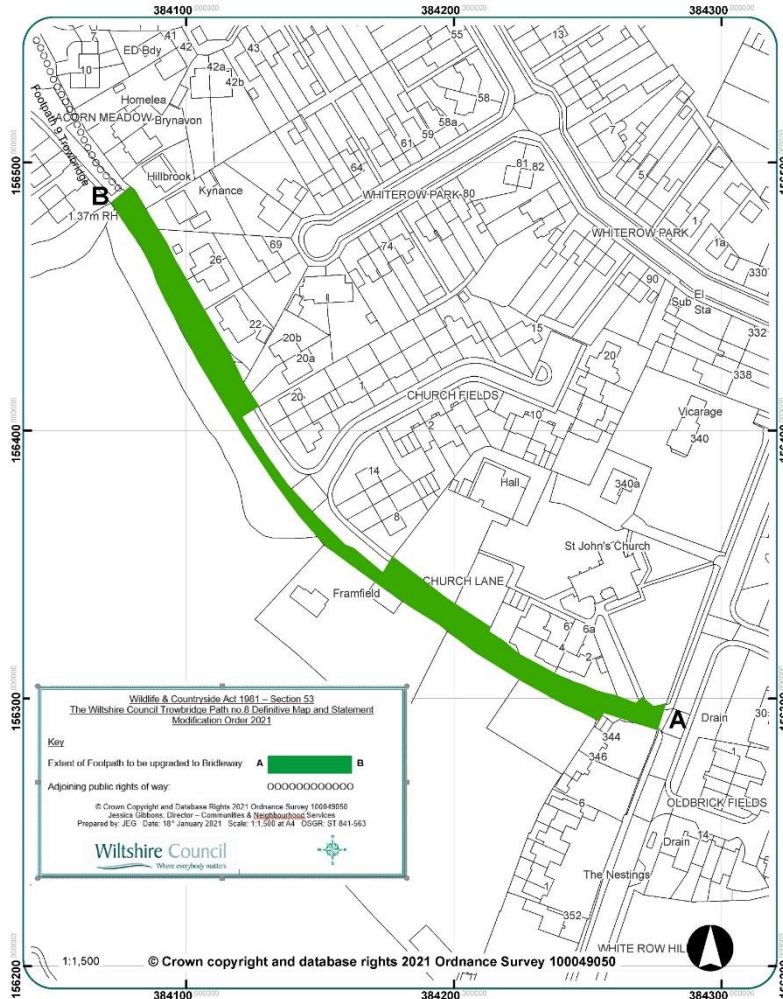 384100
384200
384300
7
41
13
ED Bdy
42
43
55
10
42a
42b
Homelea
58
ACORN MEADOW
Brynavon
58a
7
59
Footpath 9 Trowbridge
61
156500
156500
81
82
5
Hillbrook
64
B
Kynance
WHITEROW PARK
80
1.37m RH
1
69
74
WHITEROW PARK
1a
26
330
90
El
Sub
Sta
22
15
332
20b
20a
20
338
20
1
CHURCH FIELDS
2
10
Vicarage
340
156400
156400
14
Hall
340a
8
St John's Church
CHURCH LANE
Framfield
6
6a
4
2
156300
156300
A
Drain
344
346
1
6
OLDBRICK FIELDS
14
Drain
The Nestings
1
352
WHITE ROW HIL
Wildlife & Countryside Act 1981 – Section 53
The Wiltshire Council Trowbridge Path no.8 Definitive Map and Statement
Modification Order 2021
Key
Extent of Footpath to be upgraded to Bridleway A B
Adjoining public rights of way: OOOOOOOOOOOO
© Crown Copyright and Database Rights 2021 Ordnance Survey 100049050
Jessica Gibbons, Director – Communities & Neighbourhood Services
Prepared by: JEG Date: 18th January 2021 Scale: 1:1,500 at A4 OSGR: ST 841-563
Wiltshire Council
Where everybody matters
1:1,500
© Crown copyright and database rights 2021 Ordnance Survey 100049050
156200
156200
384100
384200
384300